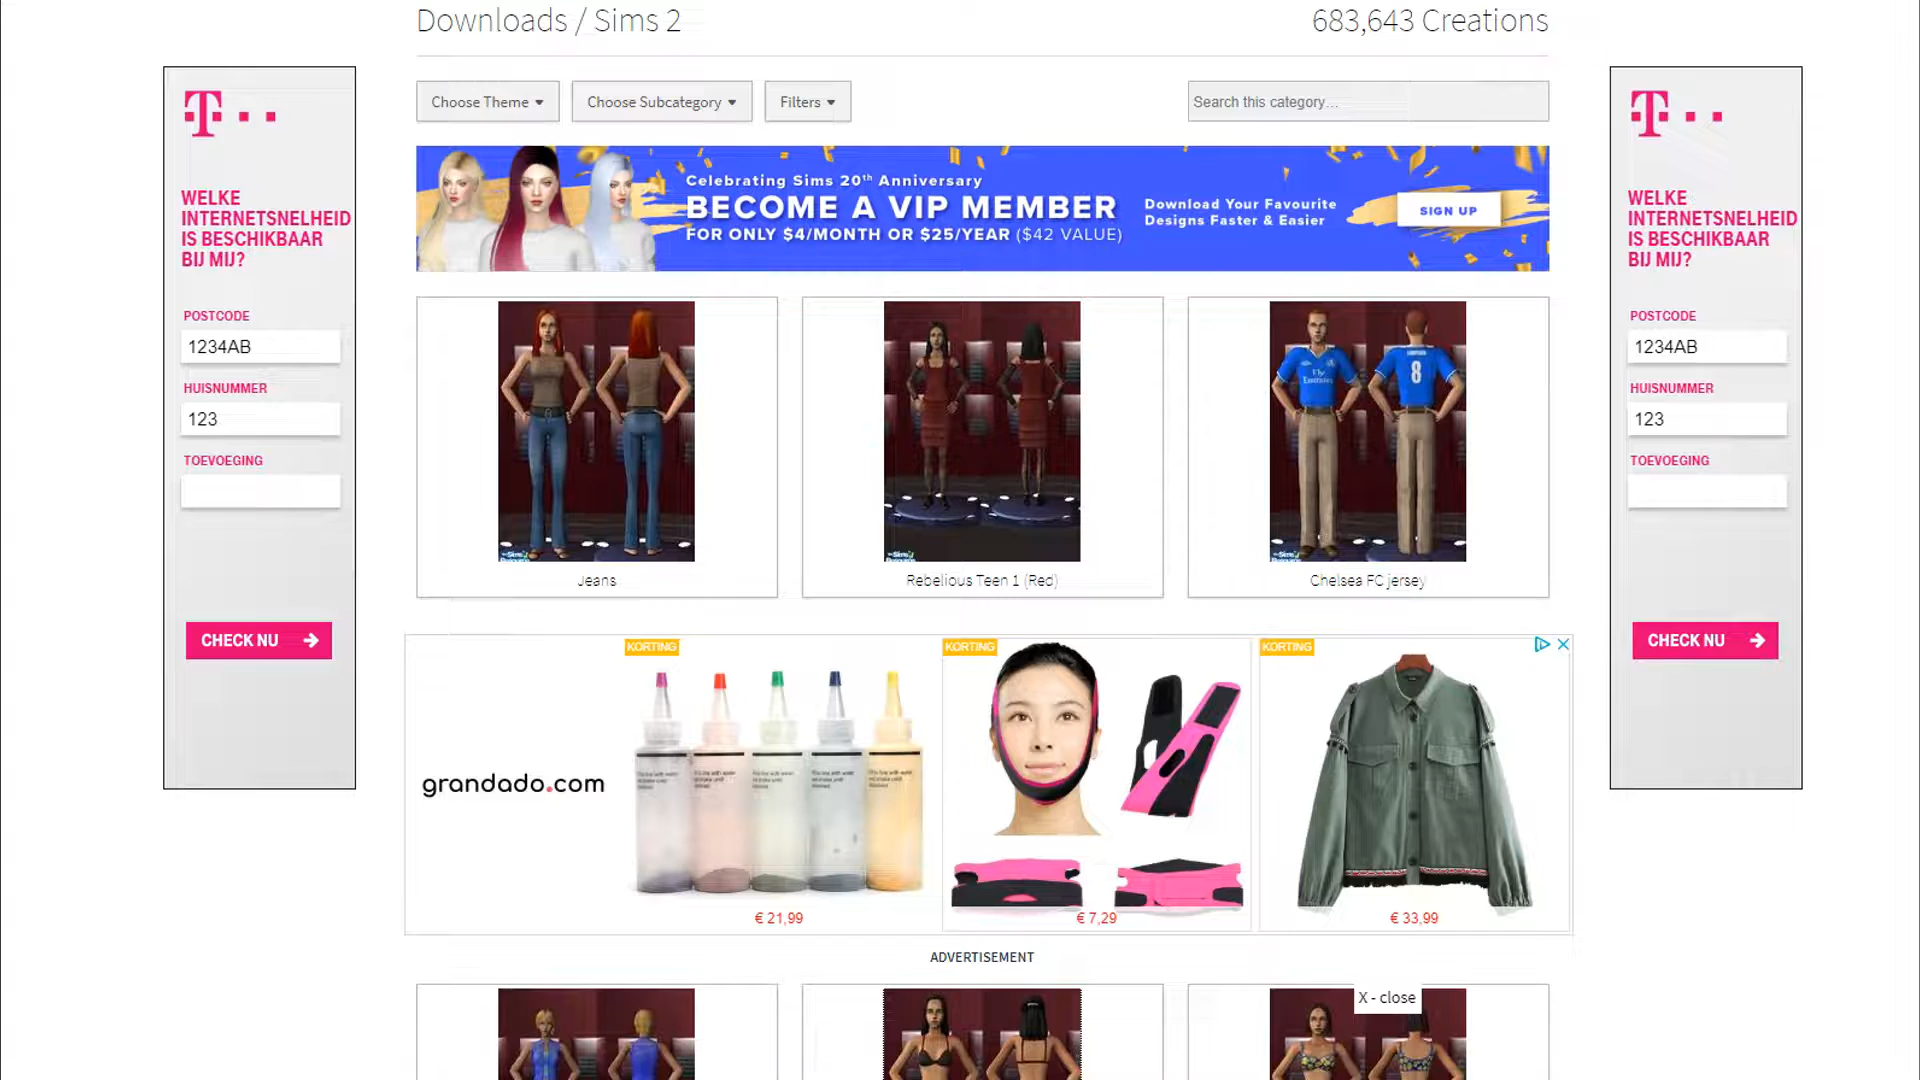 Downloads / Sims 2
683,643 Creations
Choose Theme
Choose Subcategory
Filters
Search this category...
Celebrating Sims 20th Anniversary
BECOME A VIP MEMBER
FOR ONLY $4/MONTH OR $25/YEAR ($42 VALUE)
Download Your Favourite
Designs Faster & Easier
SIGN UP
T
WELKE
INTERNETSNELHEID
IS BESCHIKBAAR
BIJ MIJ?
POSTCODE
1234AB
HUISNUMMER
123
TOEVOEGING
CHECK NU
Fly
Emirates
8
Jeans
Rebelious Teen 1 (Red)
Chelsea FC jersey
T
WELKE
INTERNETSNELHEID
IS BESCHIKBAAR
BIJ MIJ?
POSTCODE
1234AB
HUISNUMMER
123
TOEVOEGING
CHECK NU
grandado.com
KORTING
€ 21,99
KORTING
€ 7,29
KORTING
€ 33,99
ADVERTISEMENT
X - close